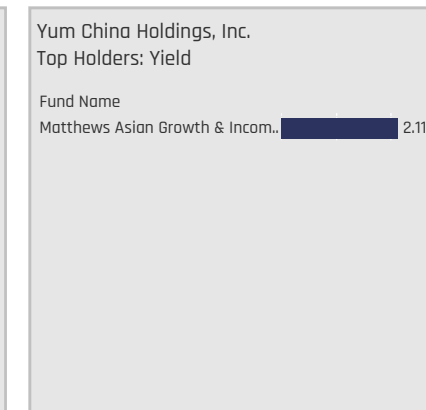 Yum China Holdings, Inc.
Top Holders: Yield
Fund Name
Matthews Asian Growth & Incom.. 2.11